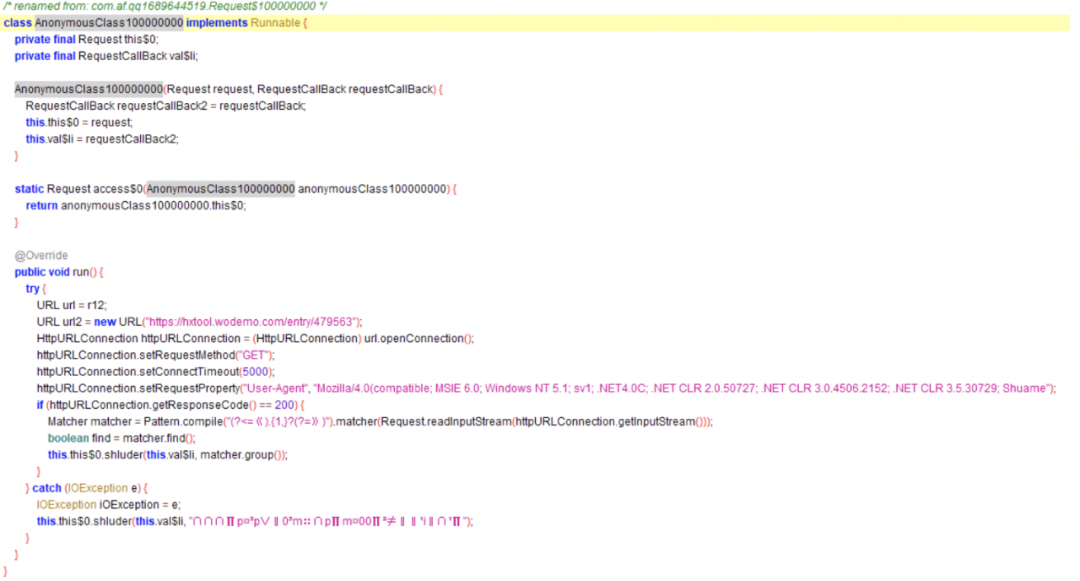 /* renamed from: com.af.qq1689644519.Request$100000000 */
class AnonymousClass100000000 implements Runnable {
private final Request this$0;
private final RequestCallBack val$li;
AnonymousClass100000000(Request request, RequestCallBack requestCallBack) {
RequestCallBack requestCallBack2 = requestCallBack;
this.this$0 = request;
this.val$li = requestCallBack2;
}
static Request access$0(AnonymousClass100000000 anonymousClass100000000) {
return anonymousClass100000000.this$0;
}
@Override
public void run() {
try {
URL url = r12;
URL url2 = new URL("https://hxtool.wodemo.com/entry/479563");
HttpURLConnection httpURLConnection = (HttpURLConnection) url.openConnection();
httpURLConnection.setRequestMethod("GET");
httpURLConnection.setConnectTimeout(5000);
httpURLConnection.setRequestProperty("User-Agent", "Mozilla/4.0(compatible; MSIE 6.0; Windows NT 5.1; sv1; .NET4.0C; .NET CLR 2.0.50727; .NET CLR 3.0.4506.2152; .NET CLR 3.5.30729; Shuame");
if (httpURLConnection.getResponseCode() == 200) {
Matcher matcher = Pattern.compile("(?<=《).{1,}?(?=》)").matcher(Request.readInputStream(httpURLConnection.getInputStream()));
boolean find = matcher.find();
this.this$0.shluder(this.val$li, matcher.group());
}
} catch (IOException e) {
IOException iOException = e;
this.this$0.shluder(this.val$li, "
}
}
}